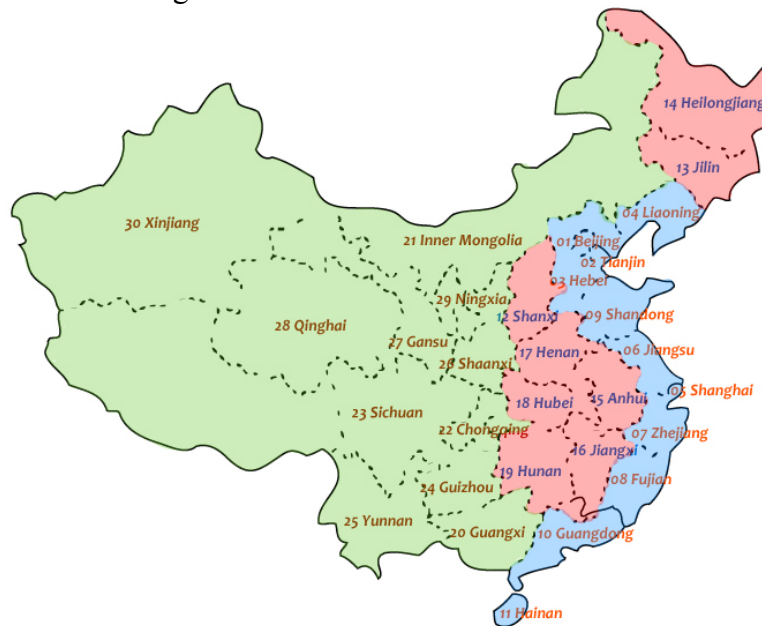 14 Heilongjiang
13 Jilin
04 Liaoning
30 Xinjiang
21 Inner Mongolia
01 Beijing
02 Tianjin
03 Hebei
29 Ningxia
12 Shanxi
09 Shandong
28 Qinghai
27 Gansu
17 Henan
06 Jiangsu
26 Shaanxi
05 Shanghai
15 Anhui
18 Hubei
23 Sichuan
22 Chongqing
07 Zhejiang
16 Jiangxi
19 Hunan
08 Fujian
24 Guizhou
25 Yunnan
20 Guangxi
10 Guangdong
11 Hainan